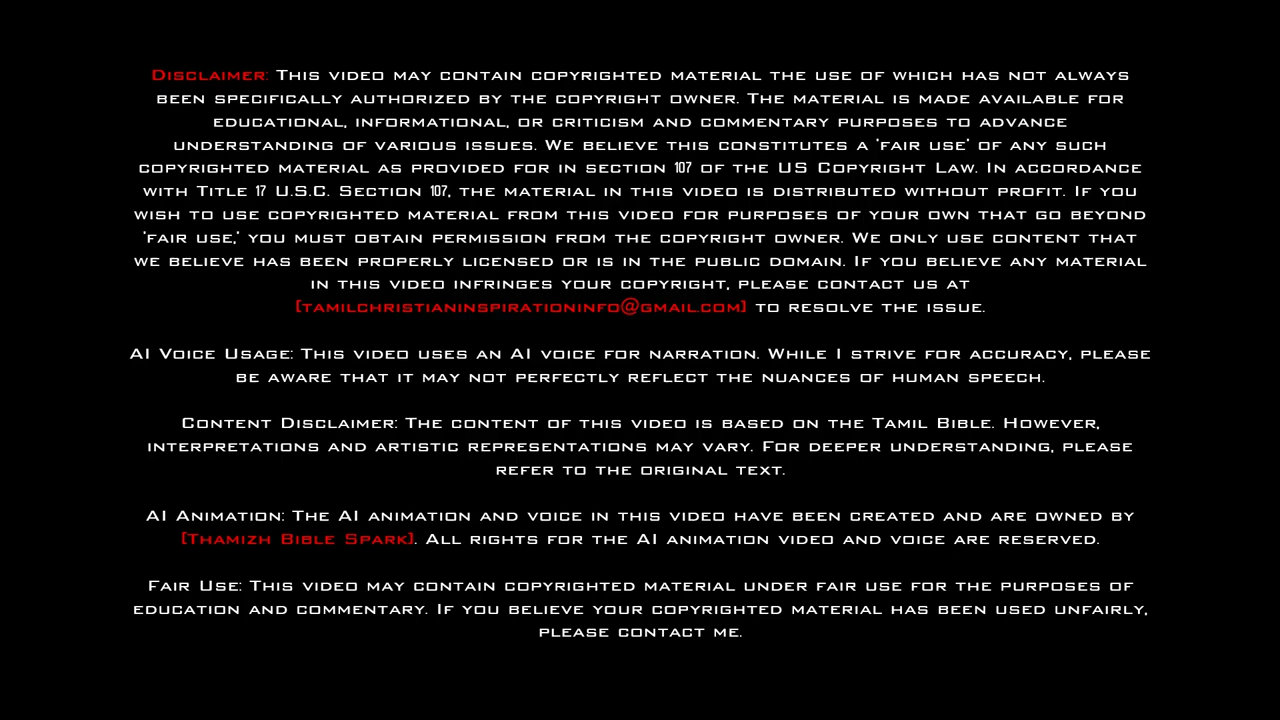 Disclaimer: This video may contain copyrighted material the use of which has not always
been specifically authorized by the copyright owner. The material is made available for
educational, informational, or criticism and commentary purposes to advance
understanding of various issues. We believe this constitutes a 'fair use' of any such
copyrighted material as provided for in section 107 of the US Copyright Law. In accordance
with Title 17 U.S.C. Section 107, the material in this video is distributed without profit. If you
wish to use copyrighted material from this video for purposes of your own that go beyond
'fair use,' you must obtain permission from the copyright owner. We only use content that
we believe has been properly licensed or is in the public domain. If you believe any material
in this video infringes your copyright, please contact us at
[tamilchristianinspirationinfo@gmail.com] to resolve the issue.
AI Voice Usage: This video uses an AI voice for narration. While I strive for accuracy, please
be aware that it may not perfectly reflect the nuances of human speech.
Content Disclaimer: The content of this video is based on the Tamil Bible. However,
interpretations and artistic representations may vary. For deeper understanding, please
refer to the original text.
AI Animation: The AI animation and voice in this video have been created and are owned by
[Thamizh Bible Spark]. All rights for the AI animation video and voice are reserved.
Fair Use: This video may contain copyrighted material under fair use for the purposes of
education and commentary. If you believe your copyrighted material has been used unfairly,
please contact me.